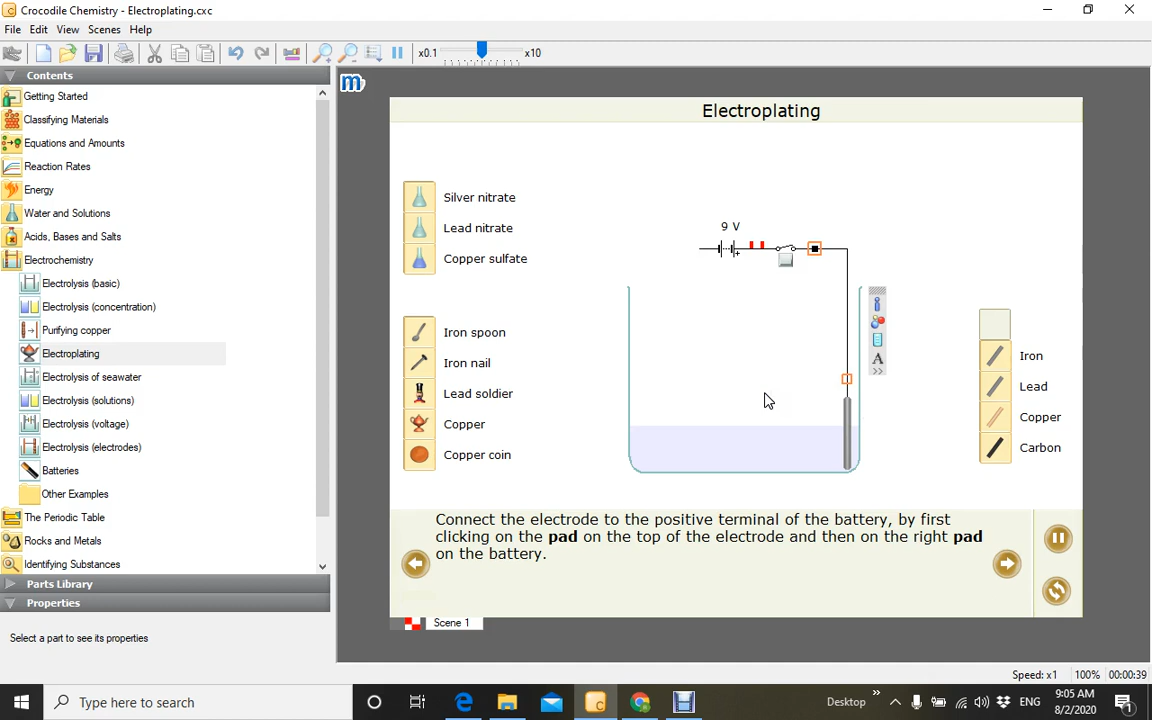 Crocodile Chemistry - Electroplating.cxc
File Edit View Scenes Help
x0.1 x10
Contents
Getting Started
Classifying Materials
Equations and Amounts
Reaction Rates
Energy
Water and Solutions
Acids, Bases and Salts
Electrochemistry
Electrolysis (basic)
Electrolysis (concentration)
Purifying copper
Electroplating
Electrolysis of seawater
Electrolysis (solutions)
Electrolysis (voltage)
Electrolysis (electrodes)
Batteries
Other Examples
The Periodic Table
Rocks and Metals
Identifying Substances
Parts Library
Properties
Select a part to see its properties
m
Electroplating
Silver nitrate
Lead nitrate
Copper sulfate
Iron spoon
Iron nail
Lead soldier
Copper
Copper coin
9 V
A
>>
Iron
Lead
Copper
Carbon
Connect the electrode to the positive terminal of the battery, by first
clicking on the pad on the top of the electrode and then on the right pad
on the battery.
Scene 1
Speed: x1 100% 00:00:39
Type here to search
Desktop » ENG
9:05 AM
8/2/2020
1